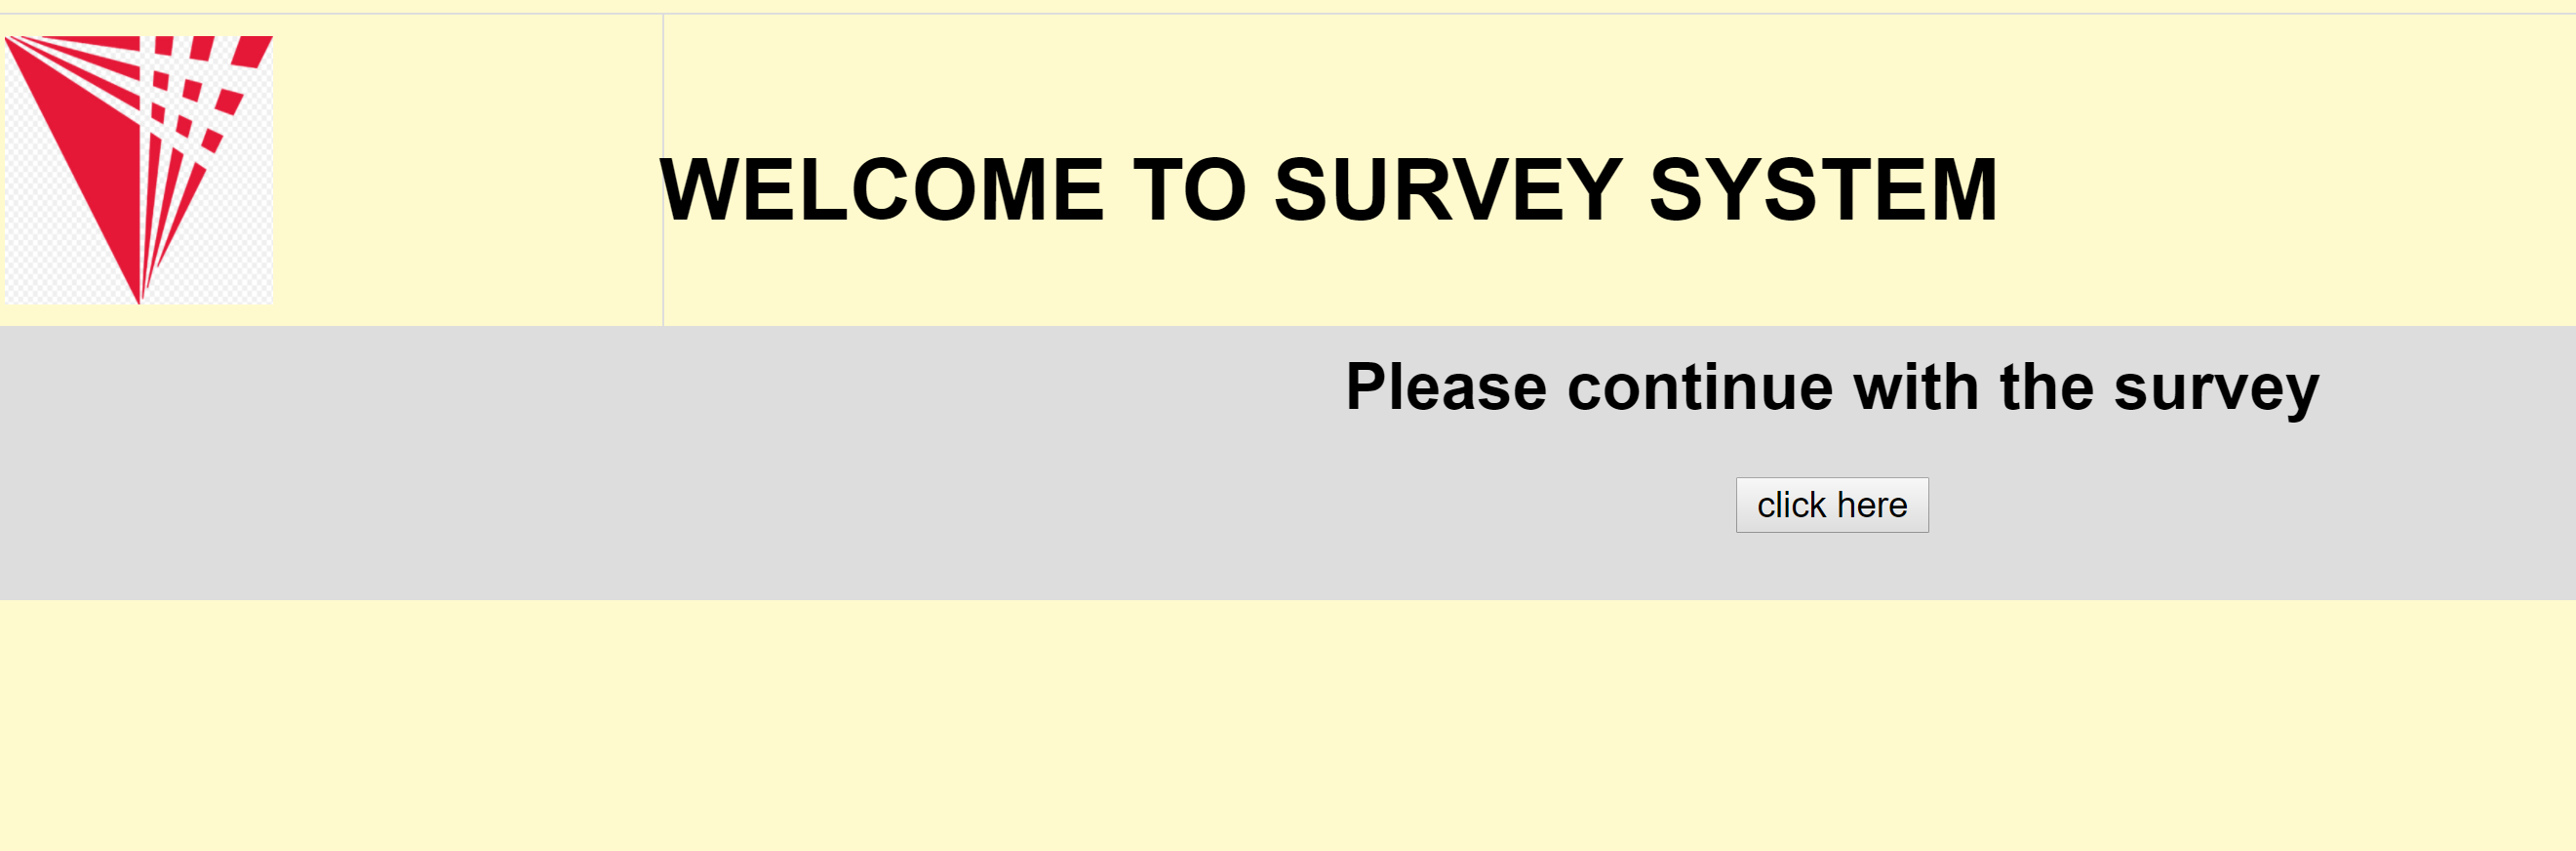 WELCOME TO SURVEY SYSTEM
Please continue with the survey
click here